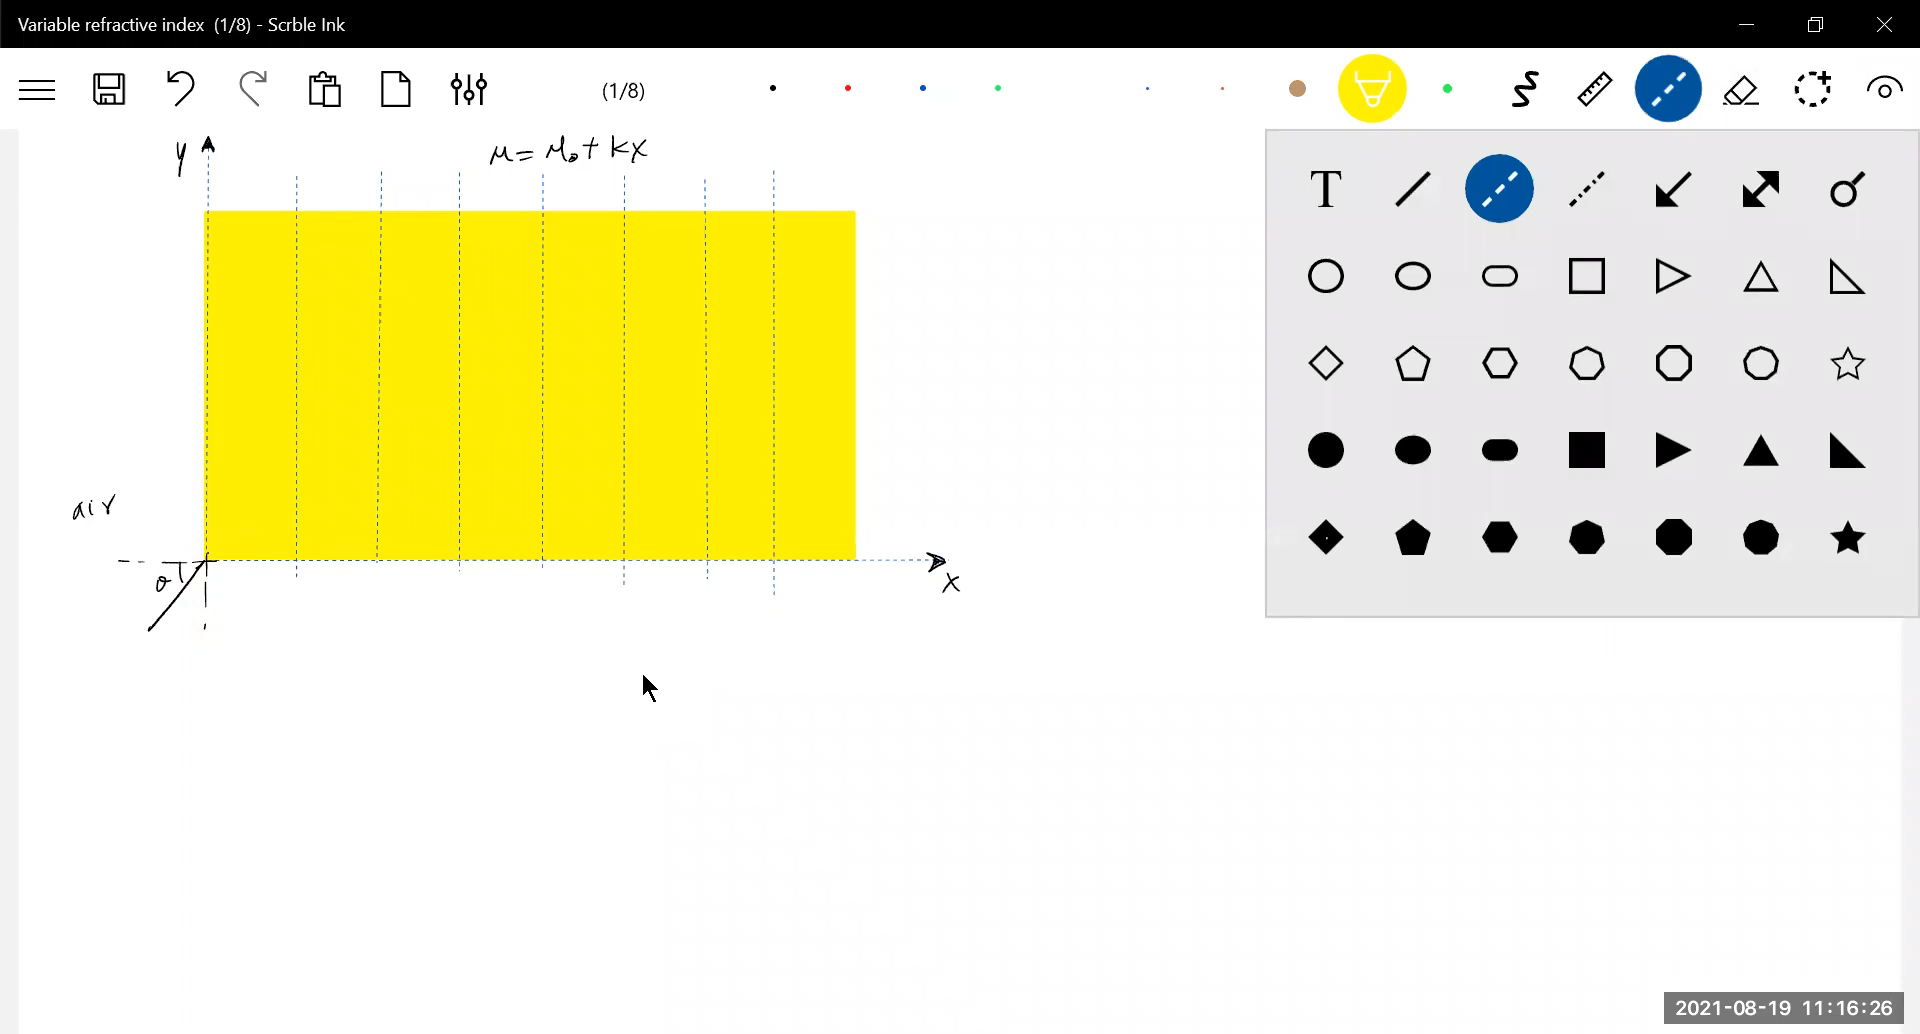 Variable refractive index (1/8) - Scrble Ink
(1/8)
T
y
μ = μ₀ + kx
air
θ
x
2021-08-19 11:16:26